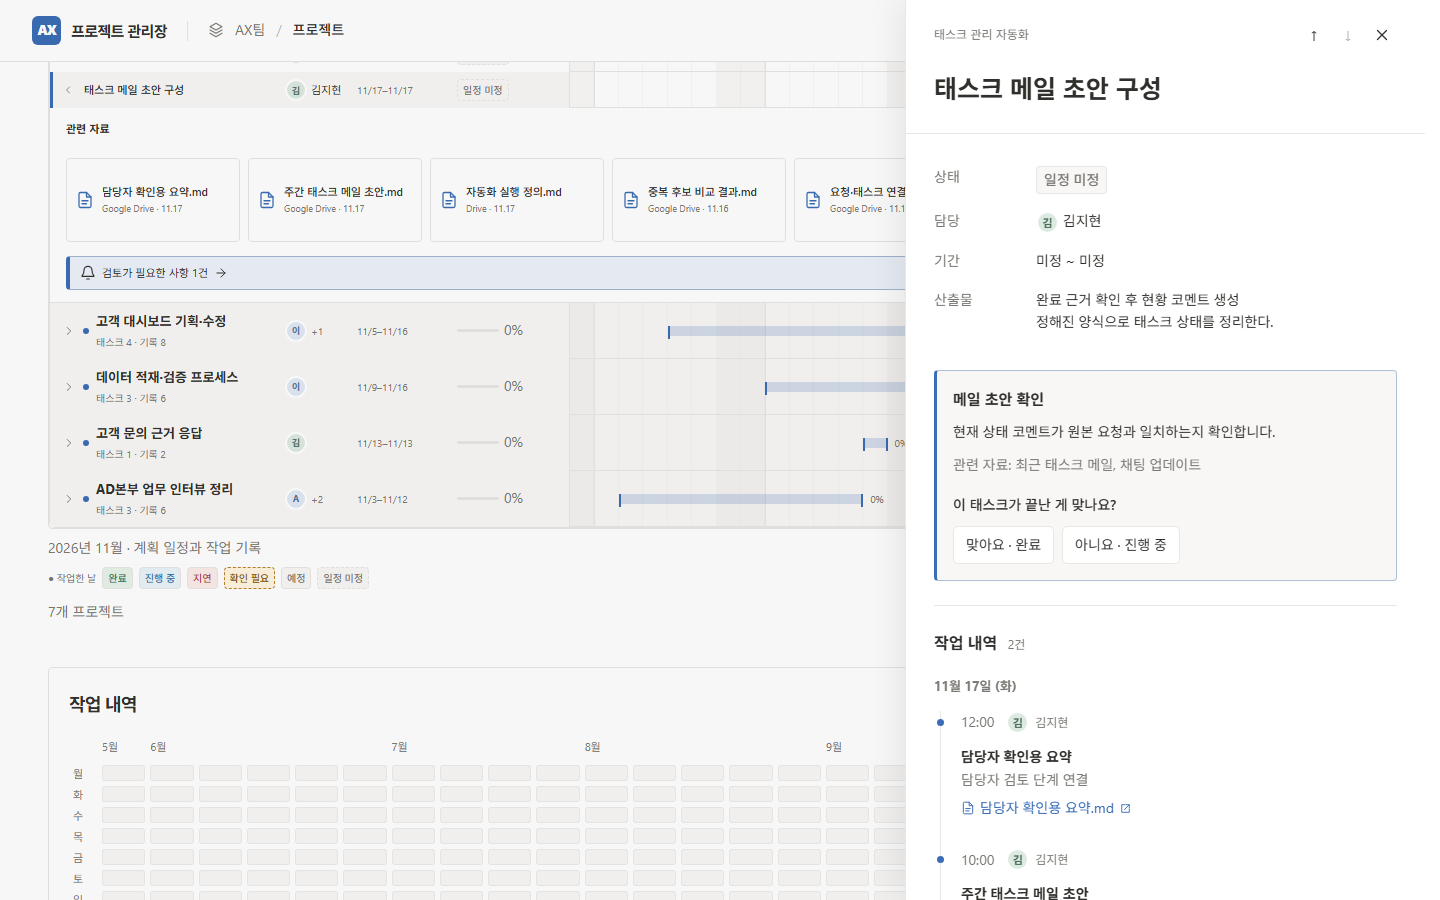 AX 프로젝트 관리장 AX팀 / 프로젝트
태스크 메일 초안 구성 김 김지현 11/17–11/17 일정 미정
관련 자료
담당자 확인용 요약.md
Google Drive · 11.17
주간 태스크 메일 초안.md
Google Drive · 11.17
자동화 실행 정의.md
Drive · 11.17
중복 후보 비교 결과.md
Google Drive · 11.16
요청·태스크 연결
Google Drive · 11.1
검토가 필요한 사항 1건 →
고객 대시보드 기획·수정 이 +1 11/5–11/16 0%
태스크 4 · 기록 8
데이터 적재·검증 프로세스 이 11/9–11/16 0%
태스크 3 · 기록 6
고객 문의 근거 응답 김 11/13–11/13 0% 0%
태스크 1 · 기록 2
AD본부 업무 인터뷰 정리 A +2 11/3–11/12 0% 0%
태스크 3 · 기록 6
2026년 11월 · 계획 일정과 작업 기록
● 작업한 날 완료 진행 중 지연 확인 필요 예정 일정 미정
7개 프로젝트
작업 내역
5월 6월 7월 8월 9월
월
화
수
목
금
토
태스크 관리 자동화 ↑ ↓
태스크 메일 초안 구성
상태 일정 미정
담당 김 김지현
기간 미정 ~ 미정
산출물 완료 근거 확인 후 현황 코멘트 생성
정해진 양식으로 태스크 상태를 정리한다.
메일 초안 확인
현재 상태 코멘트가 원본 요청과 일치하는지 확인합니다.
관련 자료: 최근 태스크 메일, 채팅 업데이트
이 태스크가 끝난 게 맞나요?
맞아요 · 완료 아니요 · 진행 중
작업 내역 2건
11월 17일 (화)
12:00 김 김지현
담당자 확인용 요약
담당자 검토 단계 연결
담당자 확인용 요약.md
10:00 김 김지현
주간 태스크 메일 초안